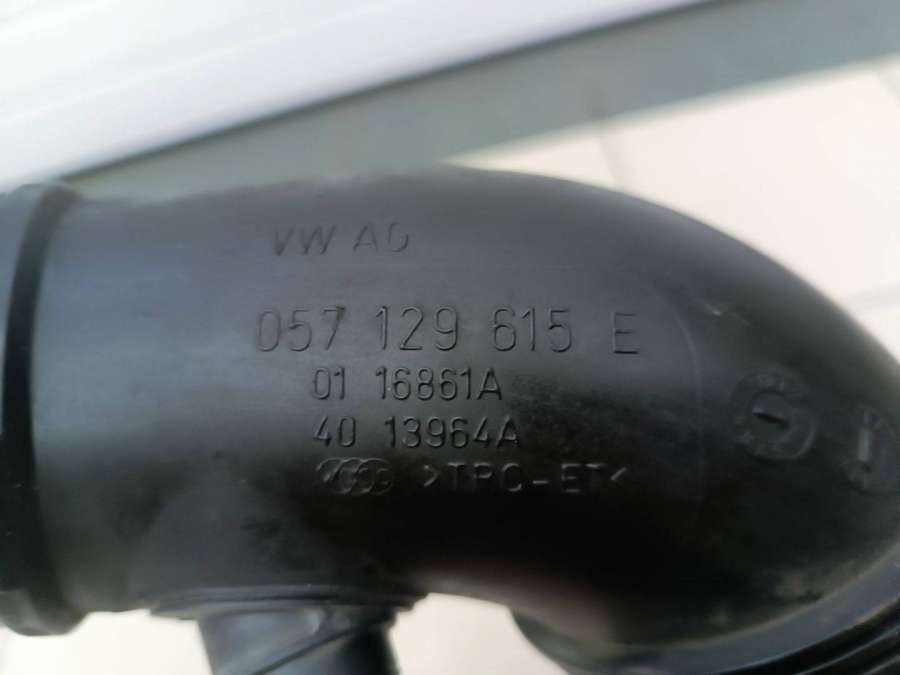 VW AG
057 129 615 E
01 16861A
40 13964A
>TPC-ET<